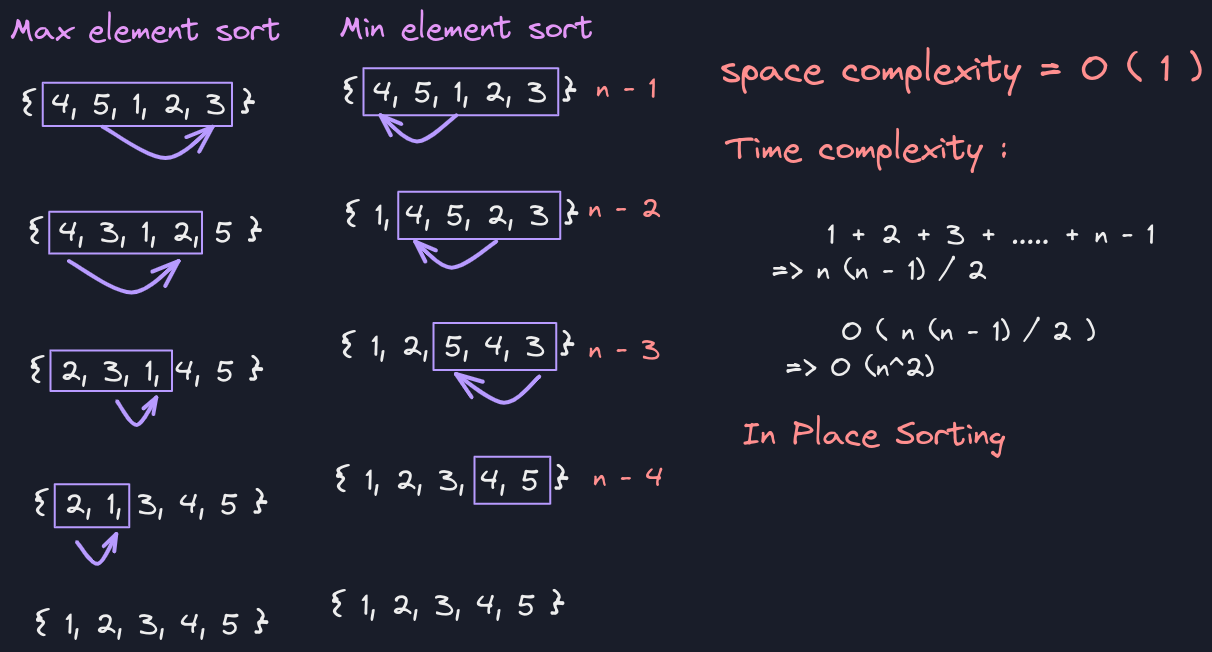 Max element sort
{ 4, 5, 1, 2, 3 }
{ 4, 3, 1, 2, 5 }
{ 2, 3, 1, 4, 5 }
{ 2, 1, 3, 4, 5 }
{ 1, 2, 3, 4, 5 }
Min element sort
{ 4, 5, 1, 2, 3 } n - 1
{ 1, 4, 5, 2, 3 } n - 2
{ 1, 2, 5, 4, 3 } n - 3
{ 1, 2, 3, 4, 5 } n - 4
{ 1, 2, 3, 4, 5 }
space complexity = O ( 1 )
Time complexity :
1 + 2 + 3 + ..... + n - 1
=> n (n - 1) / 2
O ( n (n - 1) / 2 )
=> O (n^2)
In Place Sorting